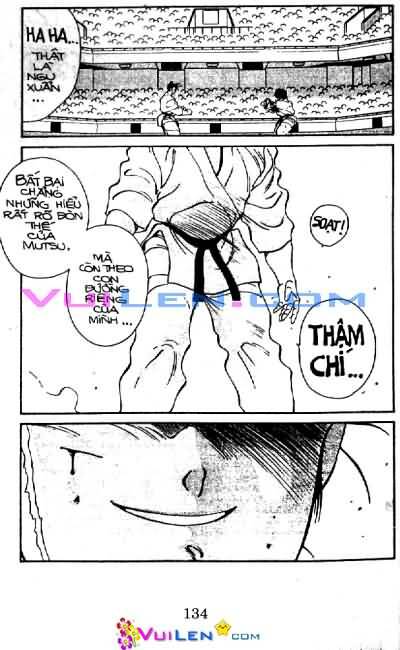 HA HA...
THẬT
LÀ
NGU
XUẨN
...
BẤT BẠI
CHẲNG
NHỮNG HIỂU
RẤT RÕ ĐÒN
THẾ
CỦA
MUTSU,
MÀ
CÒN THEO
CON
ĐƯỜNG
RIÊNG
CỦA
MÌNH...
SOẠT!
VUILEN.COM
THẬM
CHÍ...
134
VUILEN.COM